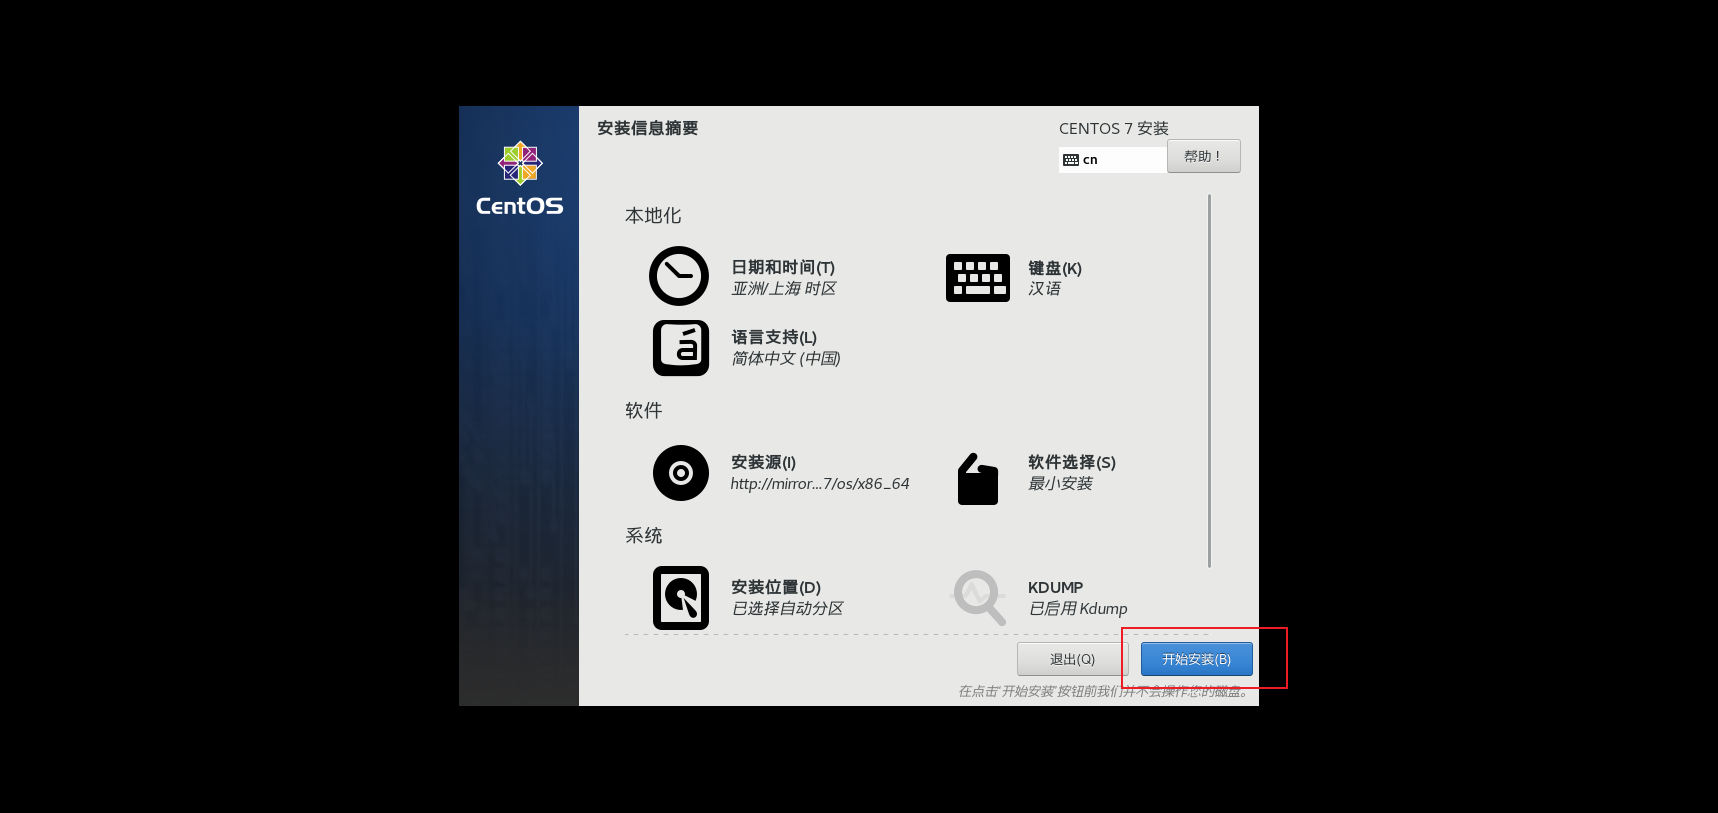 CentOS
安装信息摘要
CENTOS 7 安装
cn
帮助！
本地化
日期和时间(T)
亚洲/上海 时区
键盘(K)
汉语
语言支持(L)
简体中文 (中国)
软件
安装源(I)
http://mirror...7/os/x86_64
软件选择(S)
最小安装
系统
安装位置(D)
已选择自动分区
KDUMP
已启用 Kdump
退出(Q)
开始安装(B)
在点击"开始安装"按钮前我们并不会操作您的磁盘。